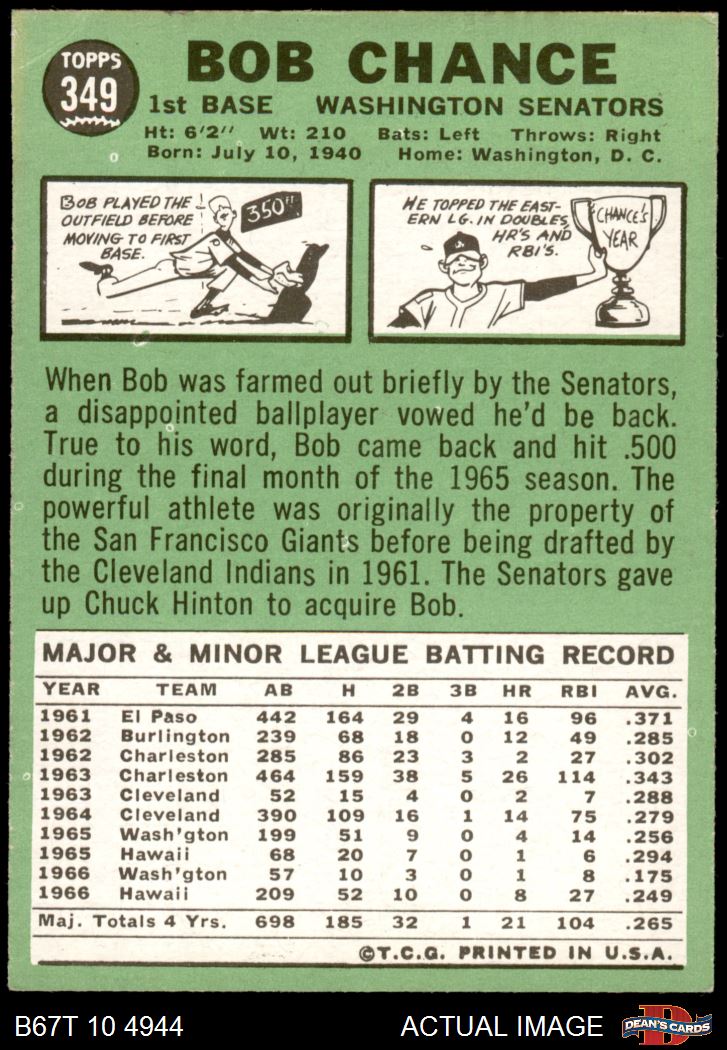 TOPPS
349
BOB CHANCE
1st BASE WASHINGTON SENATORS
Ht: 6'2" Wt: 210 Bats: Left Throws: Right
Born: July 10, 1940 Home: Washington, D. C.
BOB PLAYED THE
OUTFIELD BEFORE
MOVING TO FIRST
BASE.
350FT
HE TOPPED THE EAST-
ERN LG. IN DOUBLES,
HR'S AND
RBI'S.
CHANCE'S
YEAR
When Bob was farmed out briefly by the Senators,
a disappointed ballplayer vowed he'd be back.
True to his word, Bob came back and hit .500
during the final month of the 1965 season. The
powerful athlete was originally the property of
the San Francisco Giants before being drafted by
the Cleveland Indians in 1961. The Senators gave
up Chuck Hinton to acquire Bob.
MAJOR & MINOR LEAGUE BATTING RECORD
YEAR TEAM AB H 2B 3B HR RBI AVG.
1961 El Paso 442 164 29 4 16 96 .371
1962 Burlington 239 68 18 0 12 49 .285
1962 Charleston 285 86 23 3 2 27 .302
1963 Charleston 464 159 38 5 26 114 .343
1963 Cleveland 52 15 4 0 2 7 .288
1964 Cleveland 390 109 16 1 14 75 .279
1965 Wash'gton 199 51 9 0 4 14 .256
1965 Hawaii 68 20 7 0 1 6 .294
1966 Wash'gton 57 10 3 0 1 8 .175
1966 Hawaii 209 52 10 0 8 27 .249
Maj. Totals 4 Yrs. 698 185 32 1 21 104 .265
©T.C.G. PRINTED IN U.S.A.
B67T 10 4944 ACTUAL IMAGE
D
DEAN'S CARDS